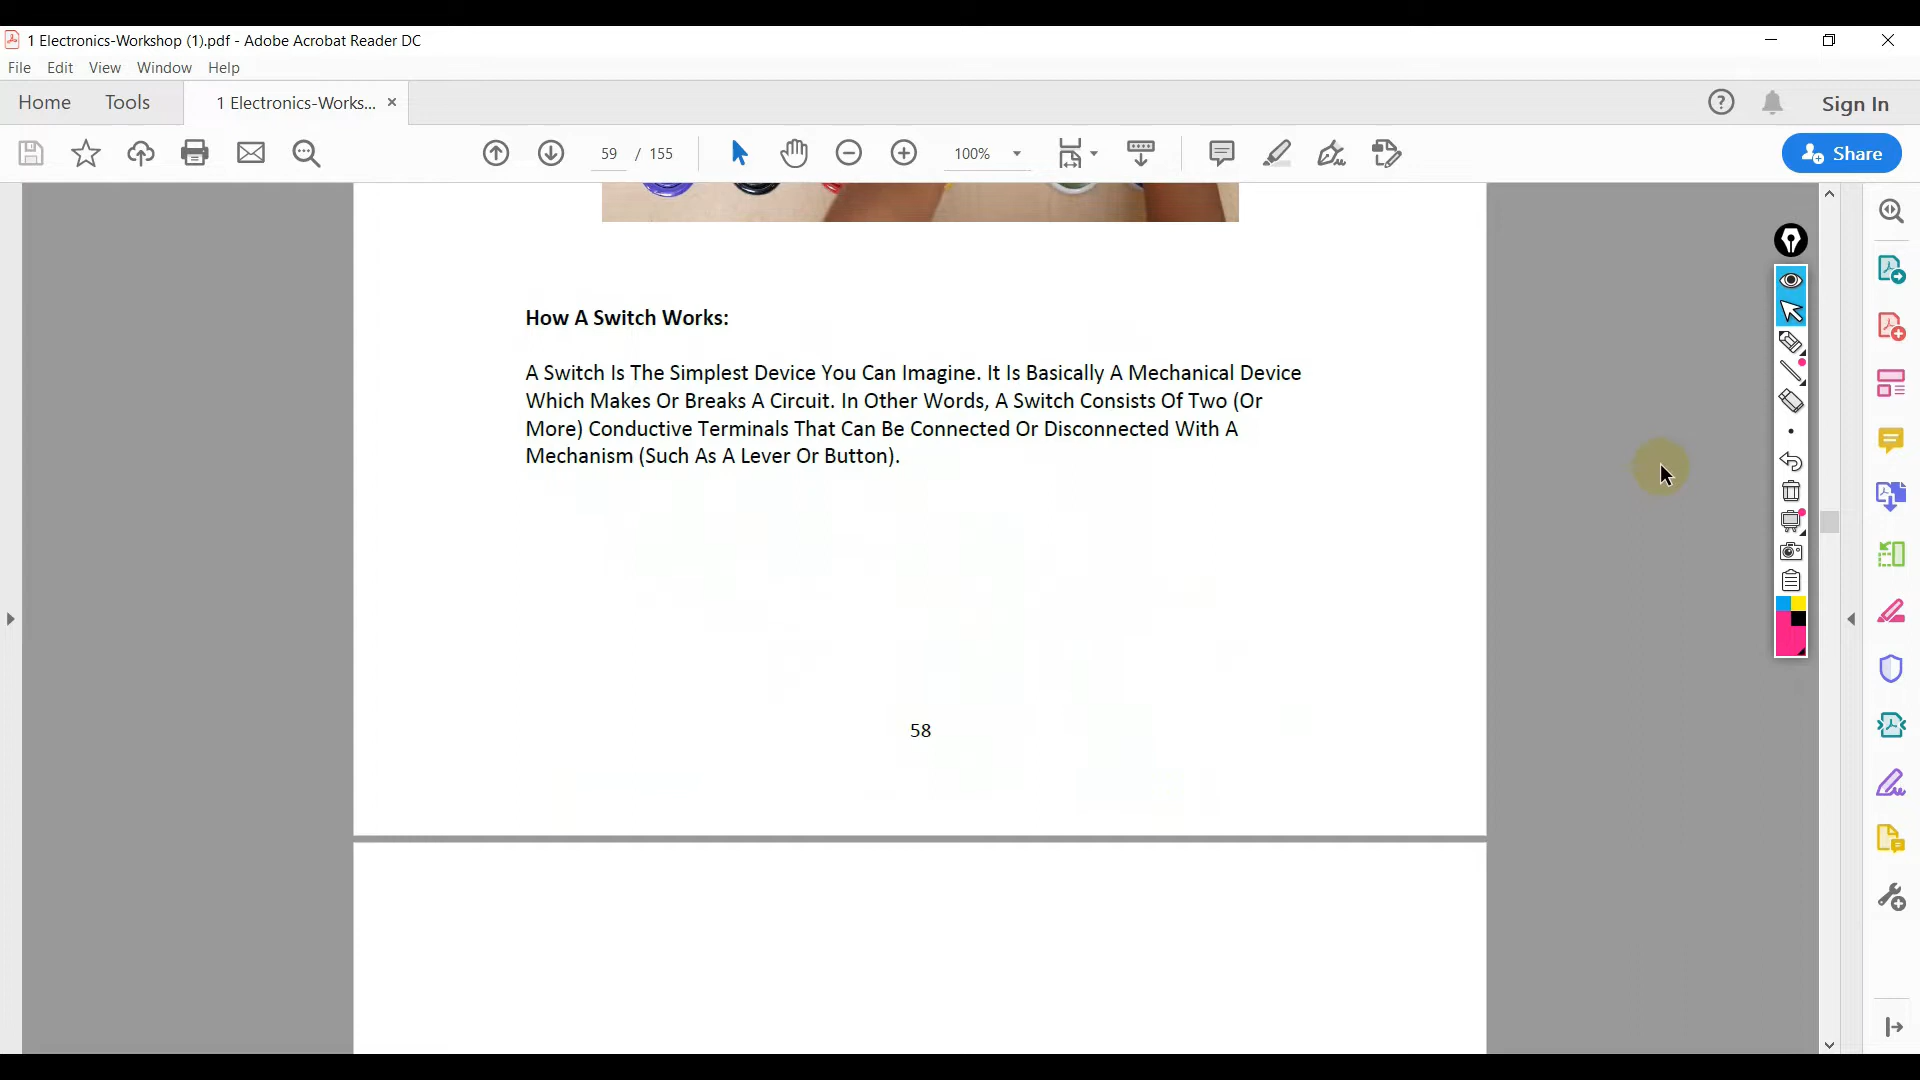 1 Electronics-Workshop (1).pdf - Adobe Acrobat Reader DC
File Edit View Window Help
Home Tools 1 Electronics-Works... × Sign In
59 / 155 100% Share
How A Switch Works:
A Switch Is The Simplest Device You Can Imagine. It Is Basically A Mechanical Device
Which Makes Or Breaks A Circuit. In Other Words, A Switch Consists Of Two (Or
More) Conductive Terminals That Can Be Connected Or Disconnected With A
Mechanism (Such As A Lever Or Button).
58